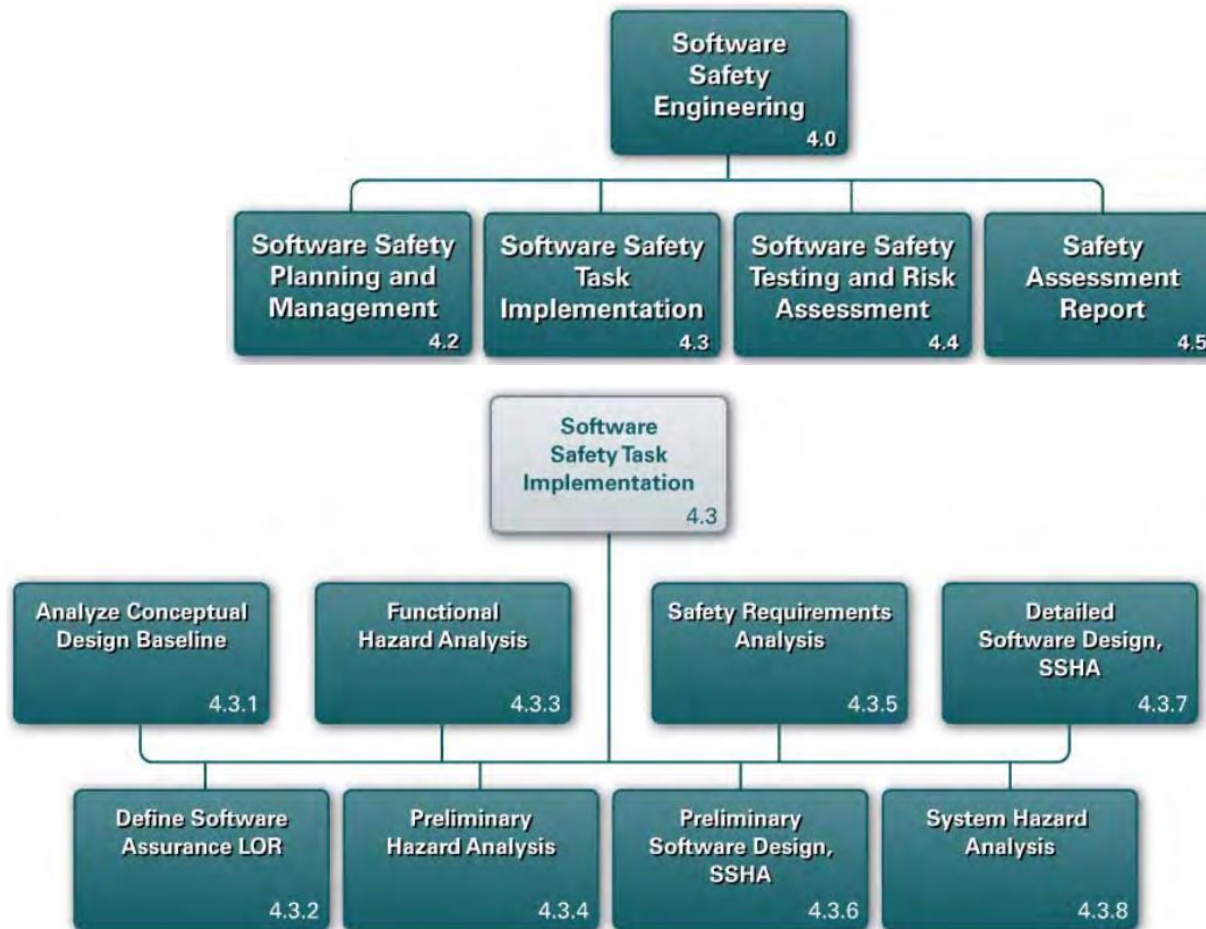 Software
Safety
Engineering
4.0
Software Safety
Planning and
Management
4.2
Software Safety
Task
Implementation
4.3
Software Safety
Testing and Risk
Assessment
4.4
Safety
Assessment
Report
4.5
Software
Safety Task
Implementation
4.3
Analyze Conceptual
Design Baseline
4.3.1
Functional
Hazard Analysis
4.3.3
Safety Requirements
Analysis
4.3.5
Detailed
Software Design,
SSHA
4.3.7
Define Software
Assurance LOR
4.3.2
Preliminary
Hazard Analysis
4.3.4
Preliminary
Software Design,
SSHA
4.3.6
System Hazard
Analysis
4.3.8